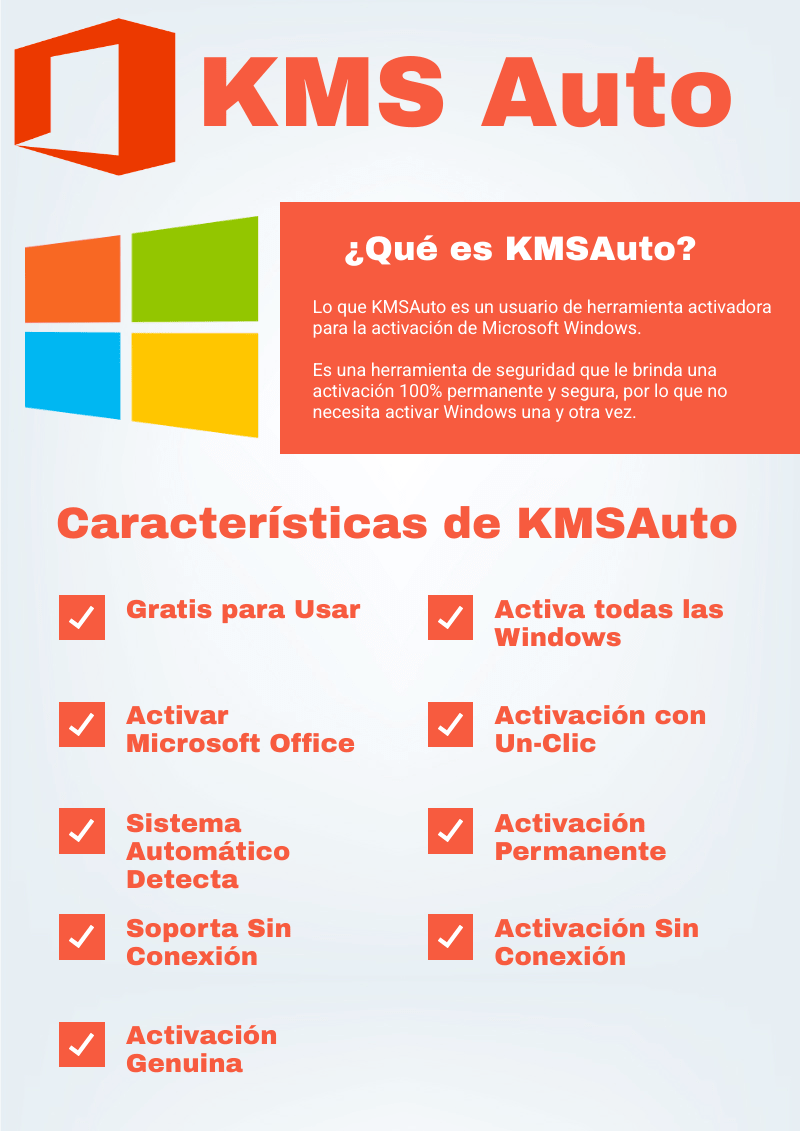 KMS Auto
¿Qué es KMSAuto?
Lo que KMSAuto es un usuario de herramienta activadora
para la activación de Microsoft Windows.
Es una herramienta de seguridad que le brinda una
activación 100% permanente y segura, por lo que no
necesita activar Windows una y otra vez.
Características de KMSAuto
Gratis para Usar
Activa todas las
Windows
Activar
Microsoft Office
Activación con
Un-Clic
Sistema
Automático
Detecta
Activación
Permanente
Soporta Sin
Conexión
Activación Sin
Conexión
Activación
Genuina